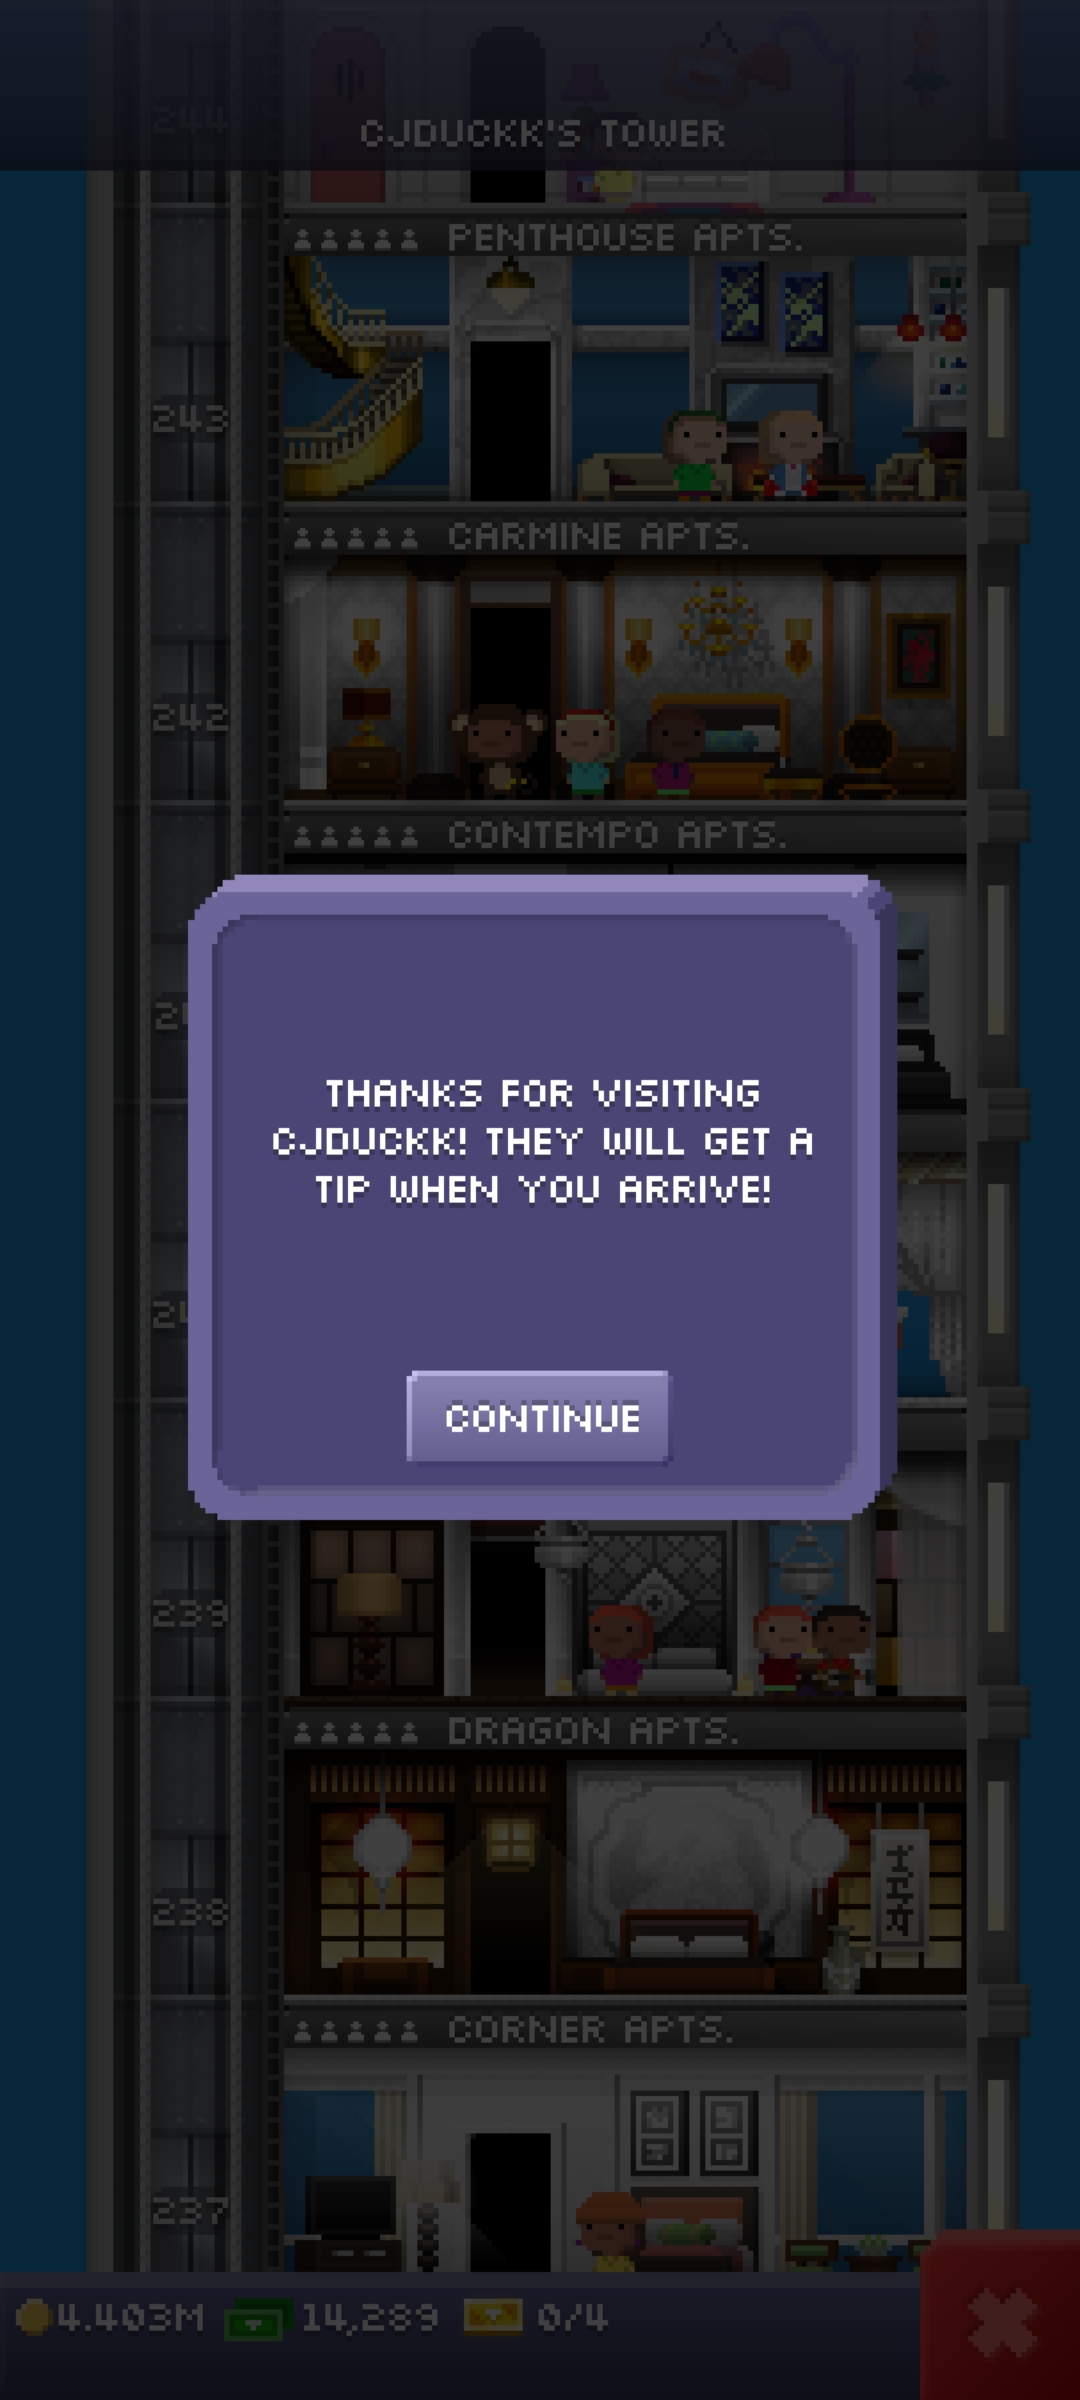 244
CJDUCKK'S TOWER
PENTHOUSE APTS.
243
CARMINE APTS.
242
CONTEMPO APTS.
THANKS FOR VISITING
CJDUCKK! THEY WILL GET A
TIP WHEN YOU ARRIVE!
CONTINUE
239
DRAGON APTS.
238
CORNER APTS.
237
4.403M 14,289 0/4